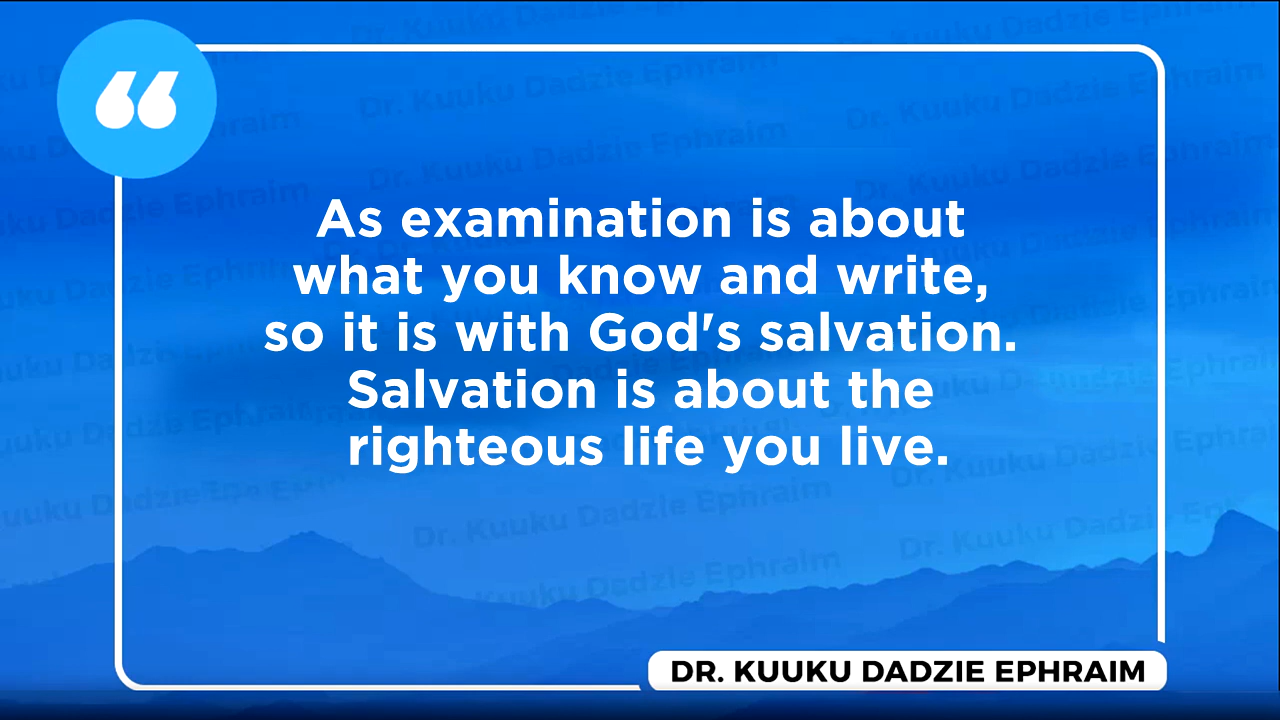 As examination is about
what you know and write,
so it is with God's salvation.
Salvation is about the
righteous life you live.
DR. KUUKU DADZIE EPHRAIM